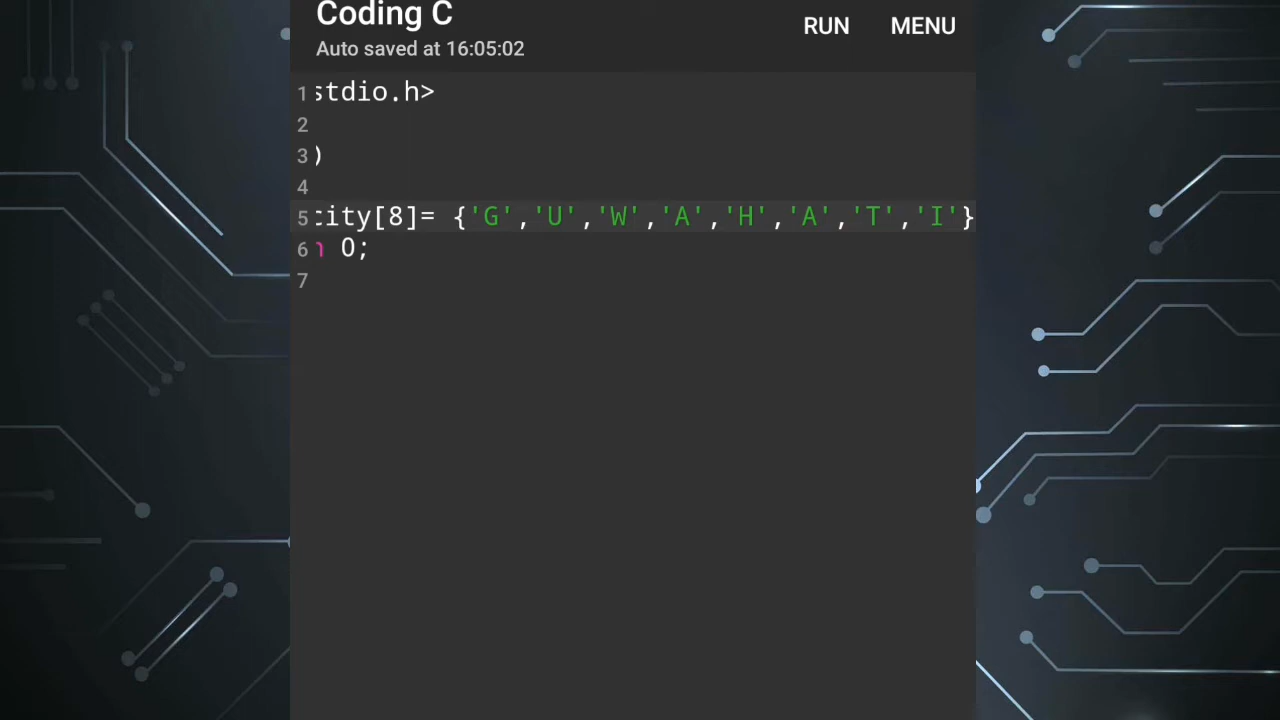 Coding C
Auto saved at 16:05:02
RUN MENU
1 stdio.h>
2
3 )
4
5 city[8]= {'G','U','W','A','H','A','T','I'}
6 n 0;
7